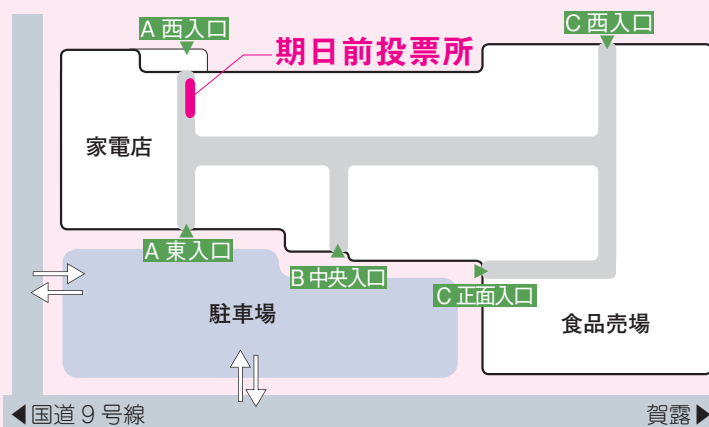 A 西入口
C 西入口
期日前投票所
家電店
A 東入口
B 中央入口
C 正面入口
駐車場
食品売場
◀国道9号線
賀露▶